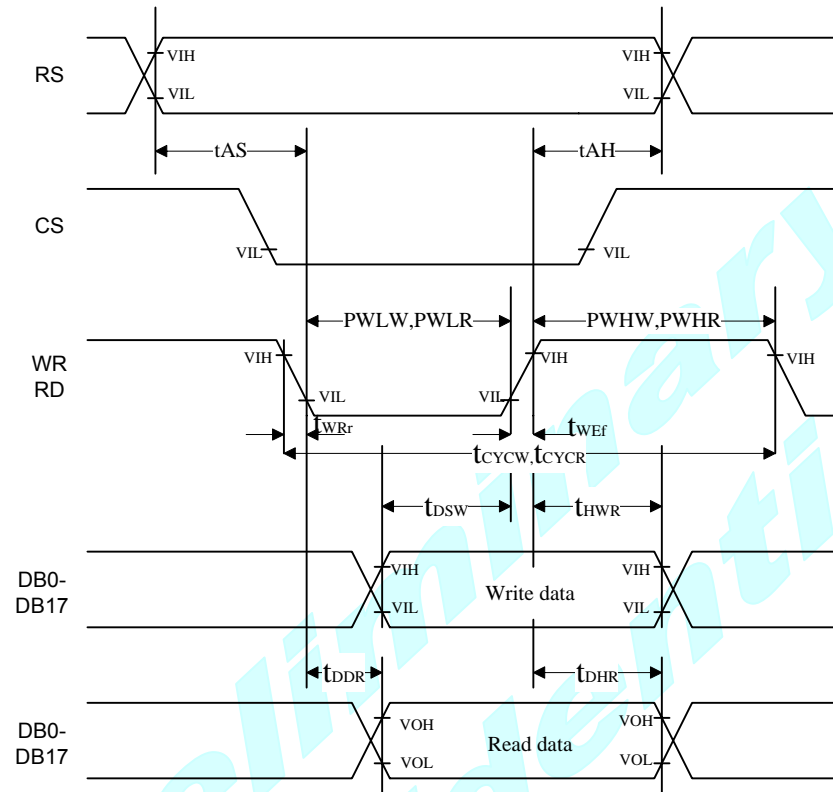 RS
VIH
VIH
VIL
VIL
tAS
tAH
CS
VIL
VIL
PWLW,PWLR
PWHW,PWHR
WR
RD
VIH
VIH
VIH
VIL
VIL
tWRr
tWEf
tCYCW,tCYCR
tDSW
tHWR
DB0-
DB17
VIH
VIH
Write data
VIL
VIL
tDDR
tDHR
DB0-
DB17
VOH
VOH
Read data
VOL
VOL